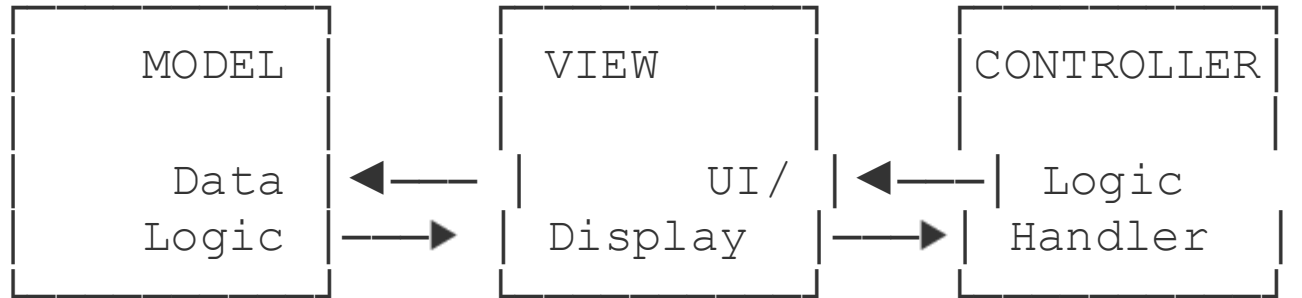 MODEL VIEW CONTROLLER
Data UI/ Logic
Logic Display Handler